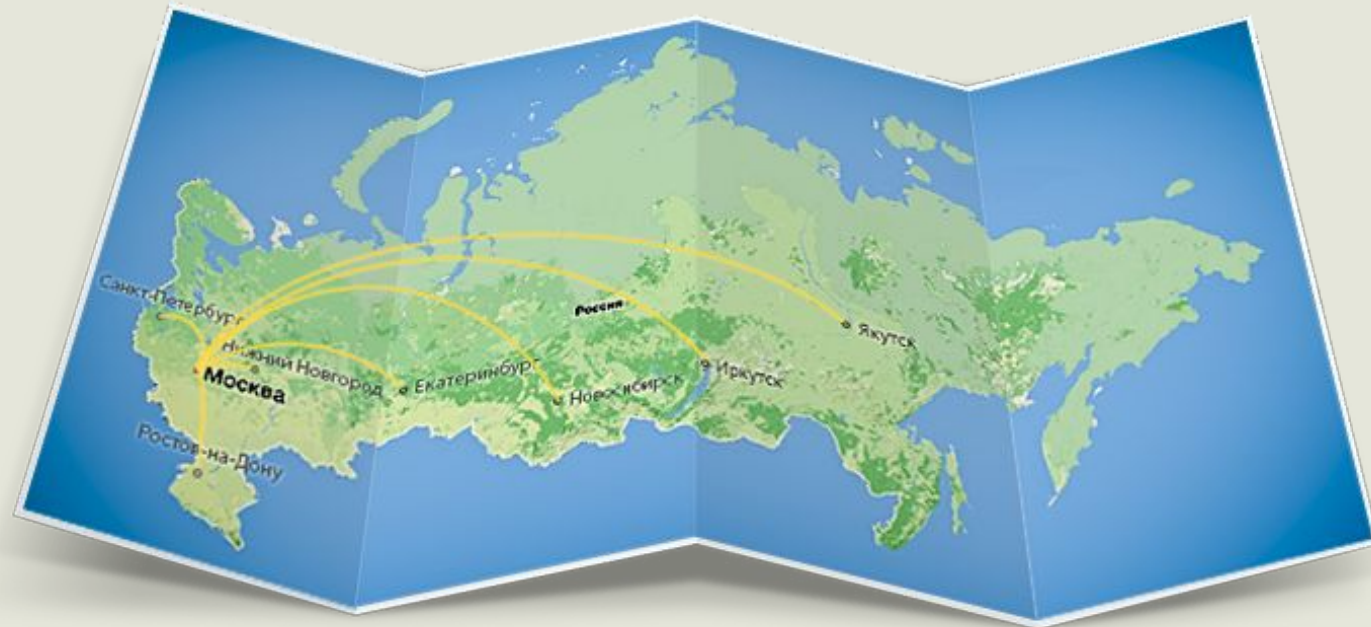 Санкт-Петербург
Россия
Якутск
Нижний Новгород
Москва
Екатеринбург
Новосибирск
Иркутск
Ростов-на-Дону